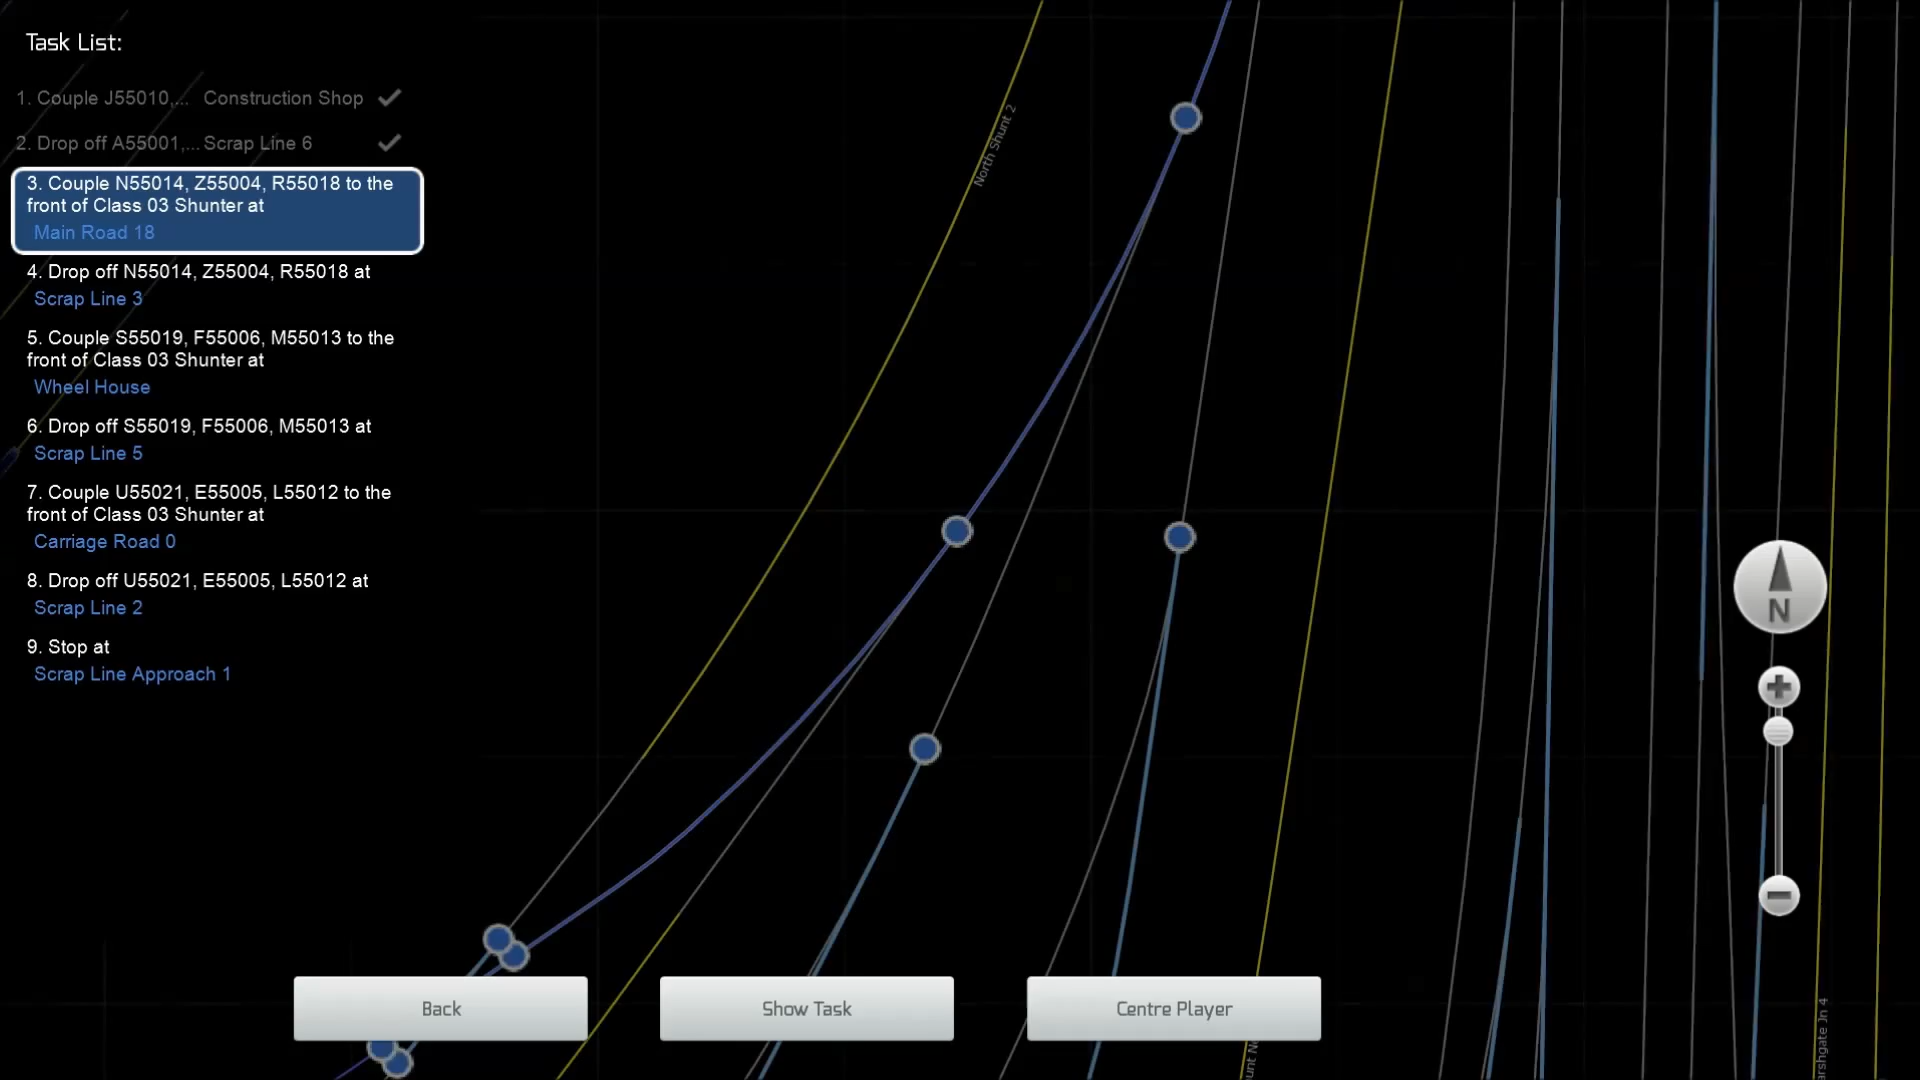 Task List:
1. Couple J55010,... Construction Shop
2. Drop off A55001,... Scrap Line 6
3. Couple N55014, Z55004, R55018 to the
front of Class 03 Shunter at
Main Road 18
4. Drop off N55014, Z55004, R55018 at
Scrap Line 3
5. Couple S55019, F55006, M55013 to the
front of Class 03 Shunter at
Wheel House
6. Drop off S55019, F55006, M55013 at
Scrap Line 5
7. Couple U55021, E55005, L55012 to the
front of Class 03 Shunter at
Carriage Road 0
8. Drop off U55021, E55005, L55012 at
Scrap Line 2
9. Stop at
Scrap Line Approach 1
North Shunt 2
N
Back
Show Task
Centre Player
Jn 4